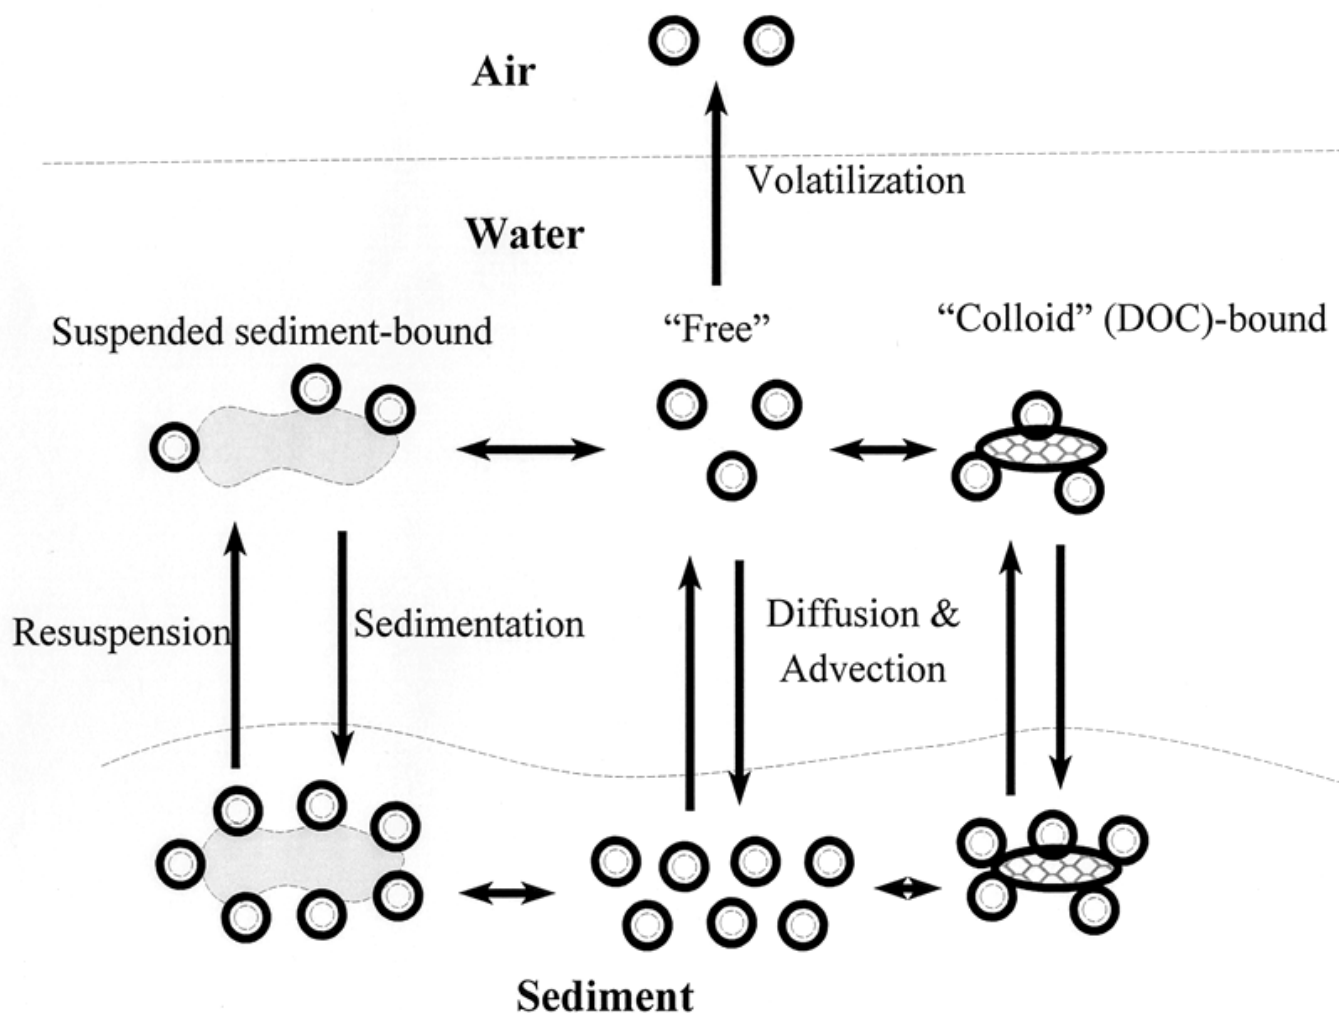 Air
Volatilization
Water
Suspended sediment-bound
“Free”
“Colloid” (DOC)-bound
Resuspension
Sedimentation
Diffusion &
Advection
Sediment